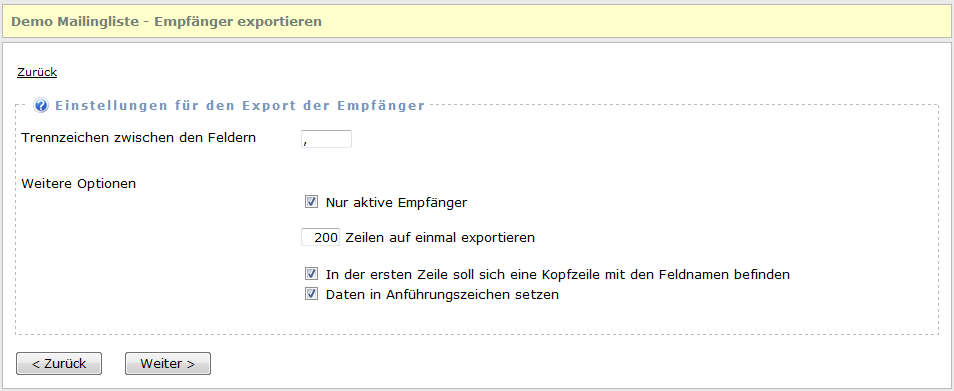 Demo Mailingliste - Empfänger exportieren
Zurück
Einstellungen für den Export der Empfänger
Trennzeichen zwischen den Feldern ,
Weitere Optionen
Nur aktive Empfänger
200 Zeilen auf einmal exportieren
In der ersten Zeile soll sich eine Kopfzeile mit den Feldnamen befinden
Daten in Anführungszeichen setzen
< Zurück Weiter >